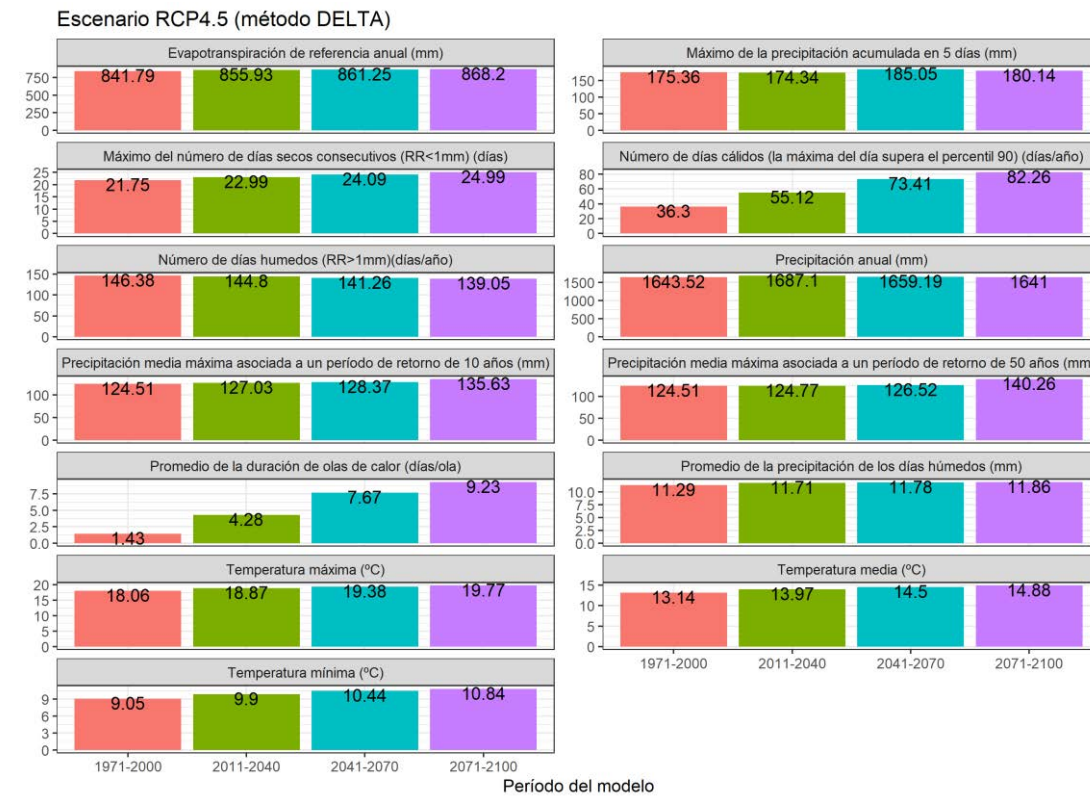 Escenario RCP4.5 (método DELTA)
Evapotranspiración de referencia anual (mm)
750
500
250
0
841.79 855.93 861.25 868.2
Máximo de la precipitación acumulada en 5 días (mm)
150
100
50
0
175.36 174.34 185.05 180.14
Máximo del número de días secos consecutivos (RR<1mm) (días)
25
20
15
10
5
0
21.75 22.99 24.09 24.99
Número de días cálidos (la máxima del día supera el percentil 90) (días/año)
80
60
40
20
0
36.3 55.12 73.41 82.26
Número de días humedos (RR>1mm)(días/año)
150
100
50
0
146.38 144.8 141.26 139.05
Precipitación anual (mm)
1500
1000
500
0
1643.52 1687.1 1659.19 1641
Precipitación media máxima asociada a un período de retorno de 10 años (mm)
100
50
0
124.51 127.03 128.37 135.63
Precipitación media máxima asociada a un período de retorno de 50 años (mm
100
50
0
124.51 124.77 126.52 140.26
Promedio de la duración de olas de calor (días/ola)
7.5
5.0
2.5
0.0
1.43 4.28 7.67 9.23
Promedio de la precipitación de los días húmedos (mm)
10.0
7.5
5.0
2.5
0.0
11.29 11.71 11.78 11.86
Temperatura máxima (ºC)
20
15
10
5
0
18.06 18.87 19.38 19.77
Temperatura media (ºC)
15
10
5
0
13.14 13.97 14.5 14.88
1971-2000 2011-2040 2041-2070 2071-2100
Temperatura mínima (ºC)
9
6
3
0
9.05 9.9 10.44 10.84
1971-2000 2011-2040 2041-2070 2071-2100
Período del modelo